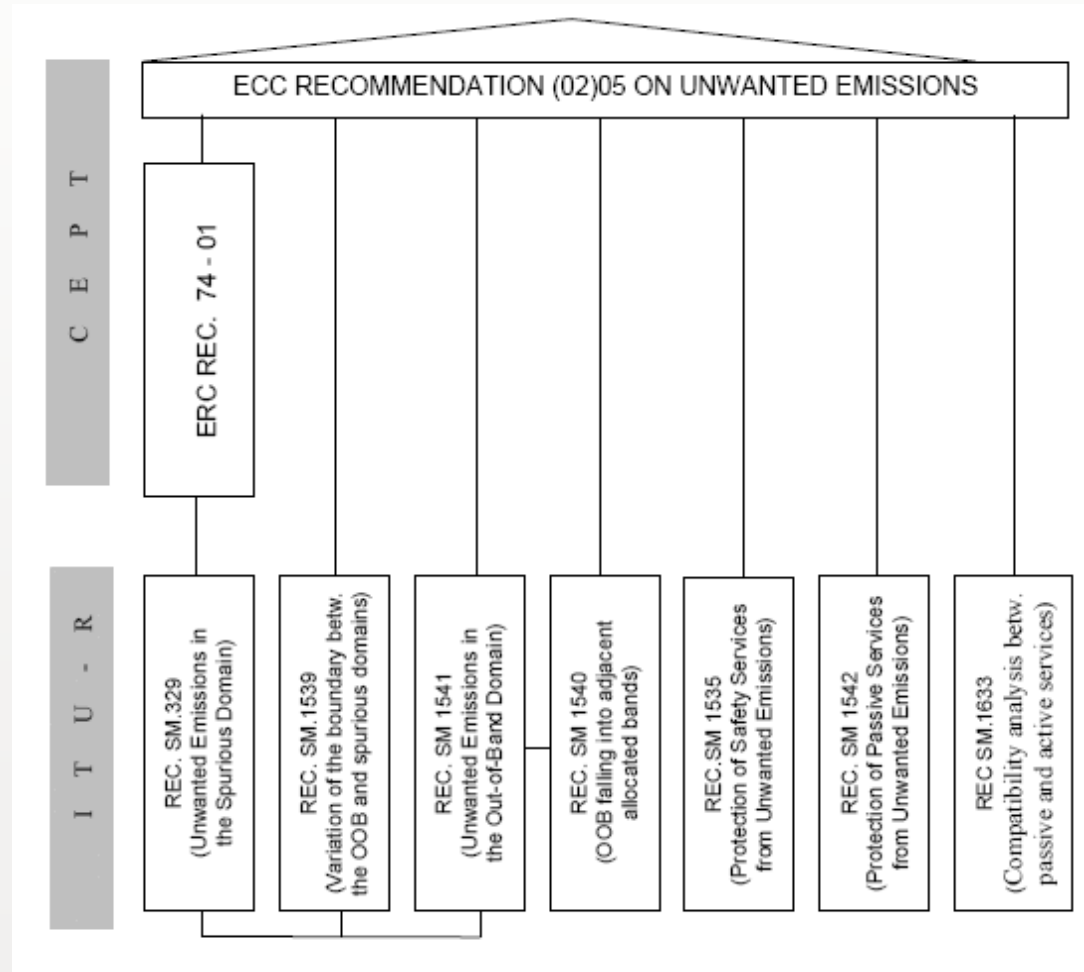 ECC RECOMMENDATION (02)05 ON UNWANTED EMISSIONS
C E P T
ERC REC. 74 - 01
I T U - R
REC. SM.329
(Unwanted Emissions in
the Spurious Domain)
REC. SM.1539
(Variation of the boundary betw.
the OOB and spurious domains)
REC. SM 1541
(Unwanted Emissions in
the Out-of-Band Domain)
REC. SM 1540
(OOB falling into adjacent
allocated bands)
REC.SM 1535
(Protection of Safety Services
from Unwanted Emissions)
REC. SM 1542
(Protection of Passive Services
from Unwanted Emissions)
REC SM.1633
(Compatibility analysis betw.
passive and active services)